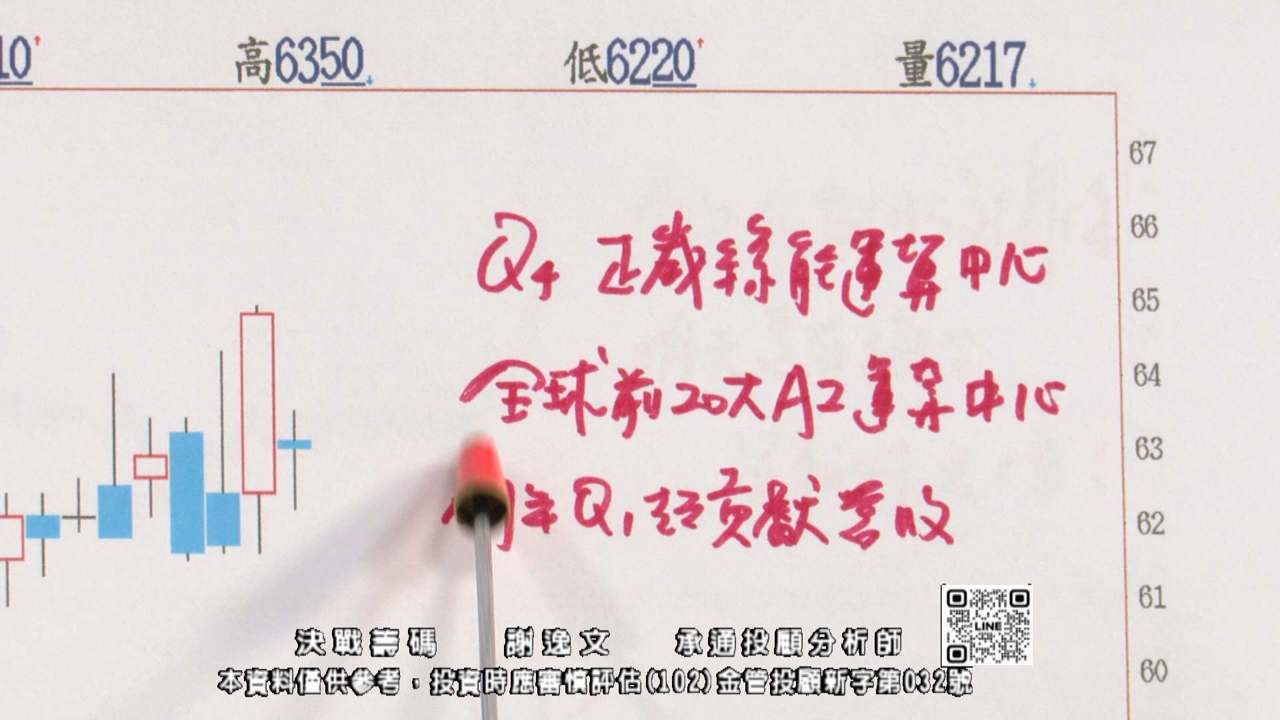 10↑ 高6350↓ 低6220↑ 量6217↓
67
66
Q4 正崴綠能運算中心
65
64
全球前20大AI運算中心
63
明年Q1起貢獻營收
62
61
60
LINE
決戰籌碼 謝逸文 承通投顧分析師
本資料僅供參考,投資時應審慎評估(102)金管投顧新字第032號